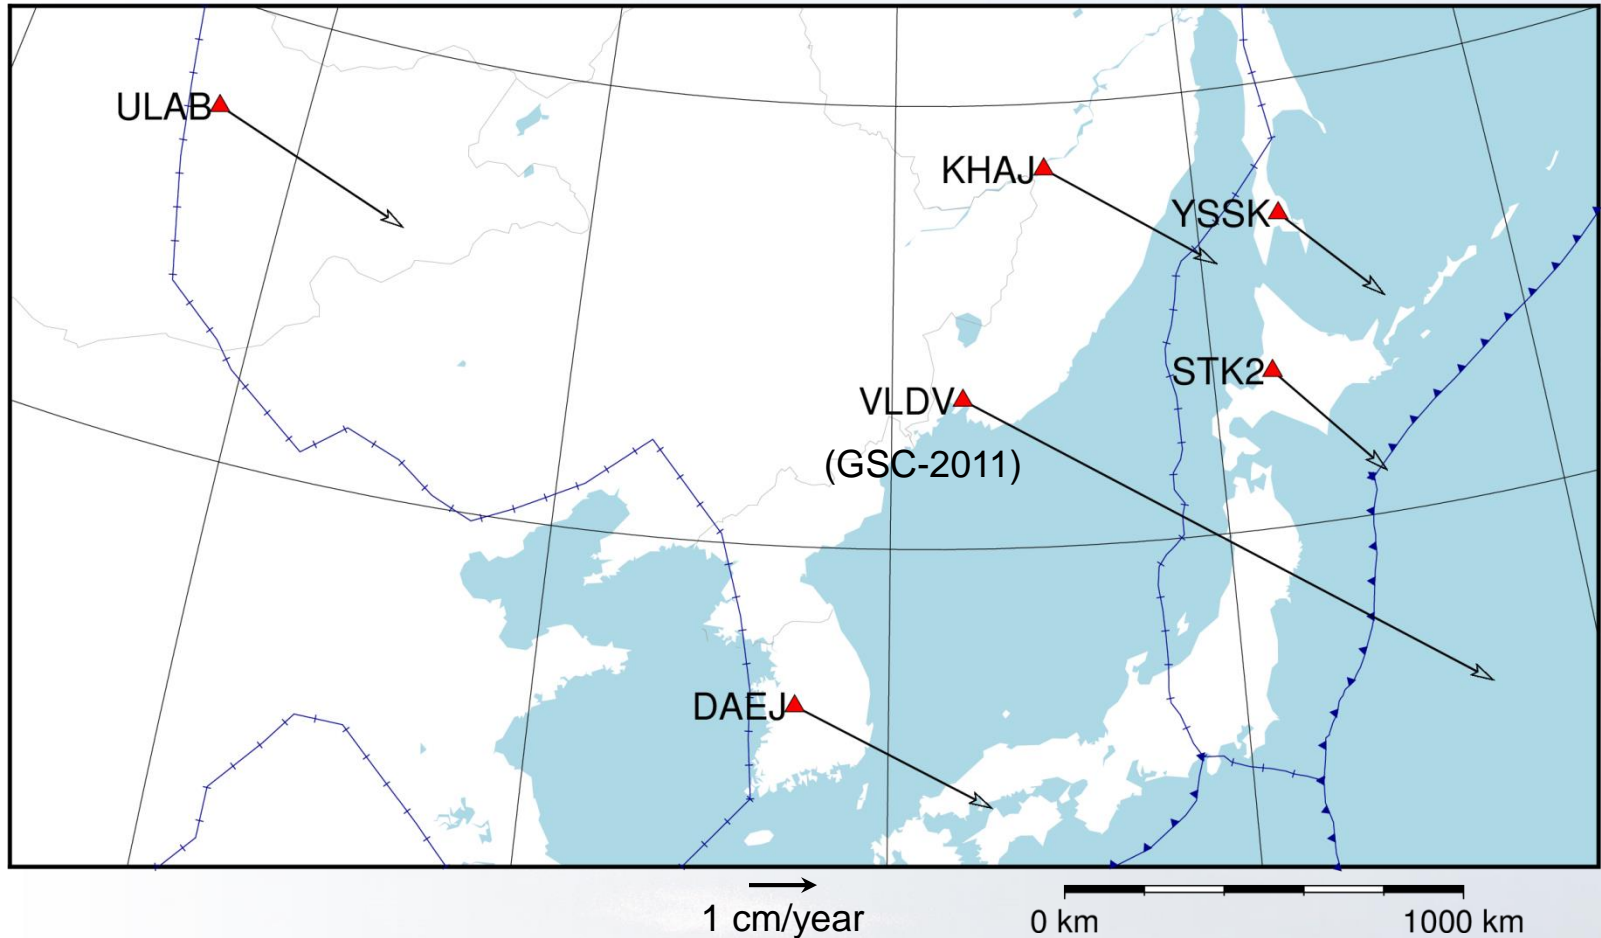 ULAB
KHAJ
YSSK
STK2
VLDV
(GSC-2011)
DAEJ
1 cm/year
0 km
1000 km